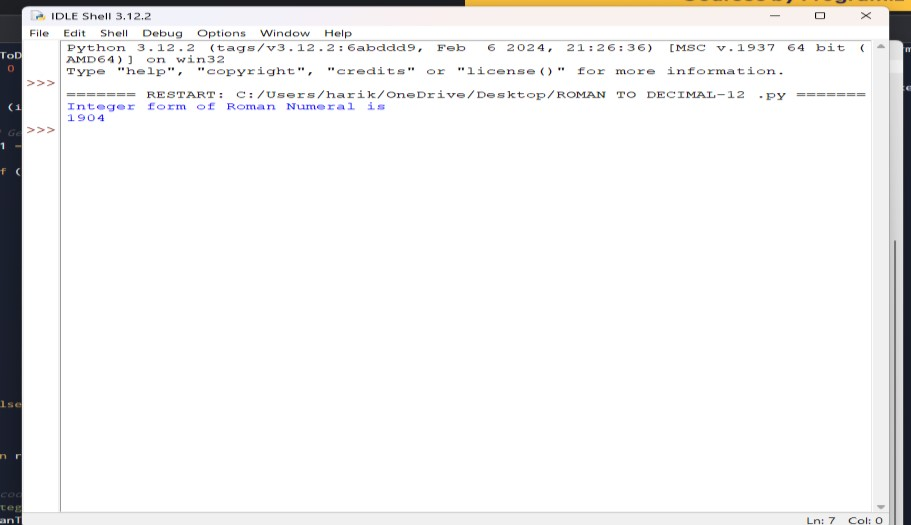 IDLE Shell 3.12.2
File Edit Shell Debug Options Window Help
Python 3.12.2 (tags/v3.12.2:6abddd9, Feb  6 2024, 21:26:36) [MSC v.1937 64 bit (
AMD64)] on win32
Type "help", "copyright", "credits" or "license()" for more information.
>>>
======= RESTART: C:/Users/harik/OneDrive/Desktop/ROMAN TO DECIMAL-12 .py =======
Integer form of Roman Numeral is
1904
>>>
Ln: 7 Col: 0